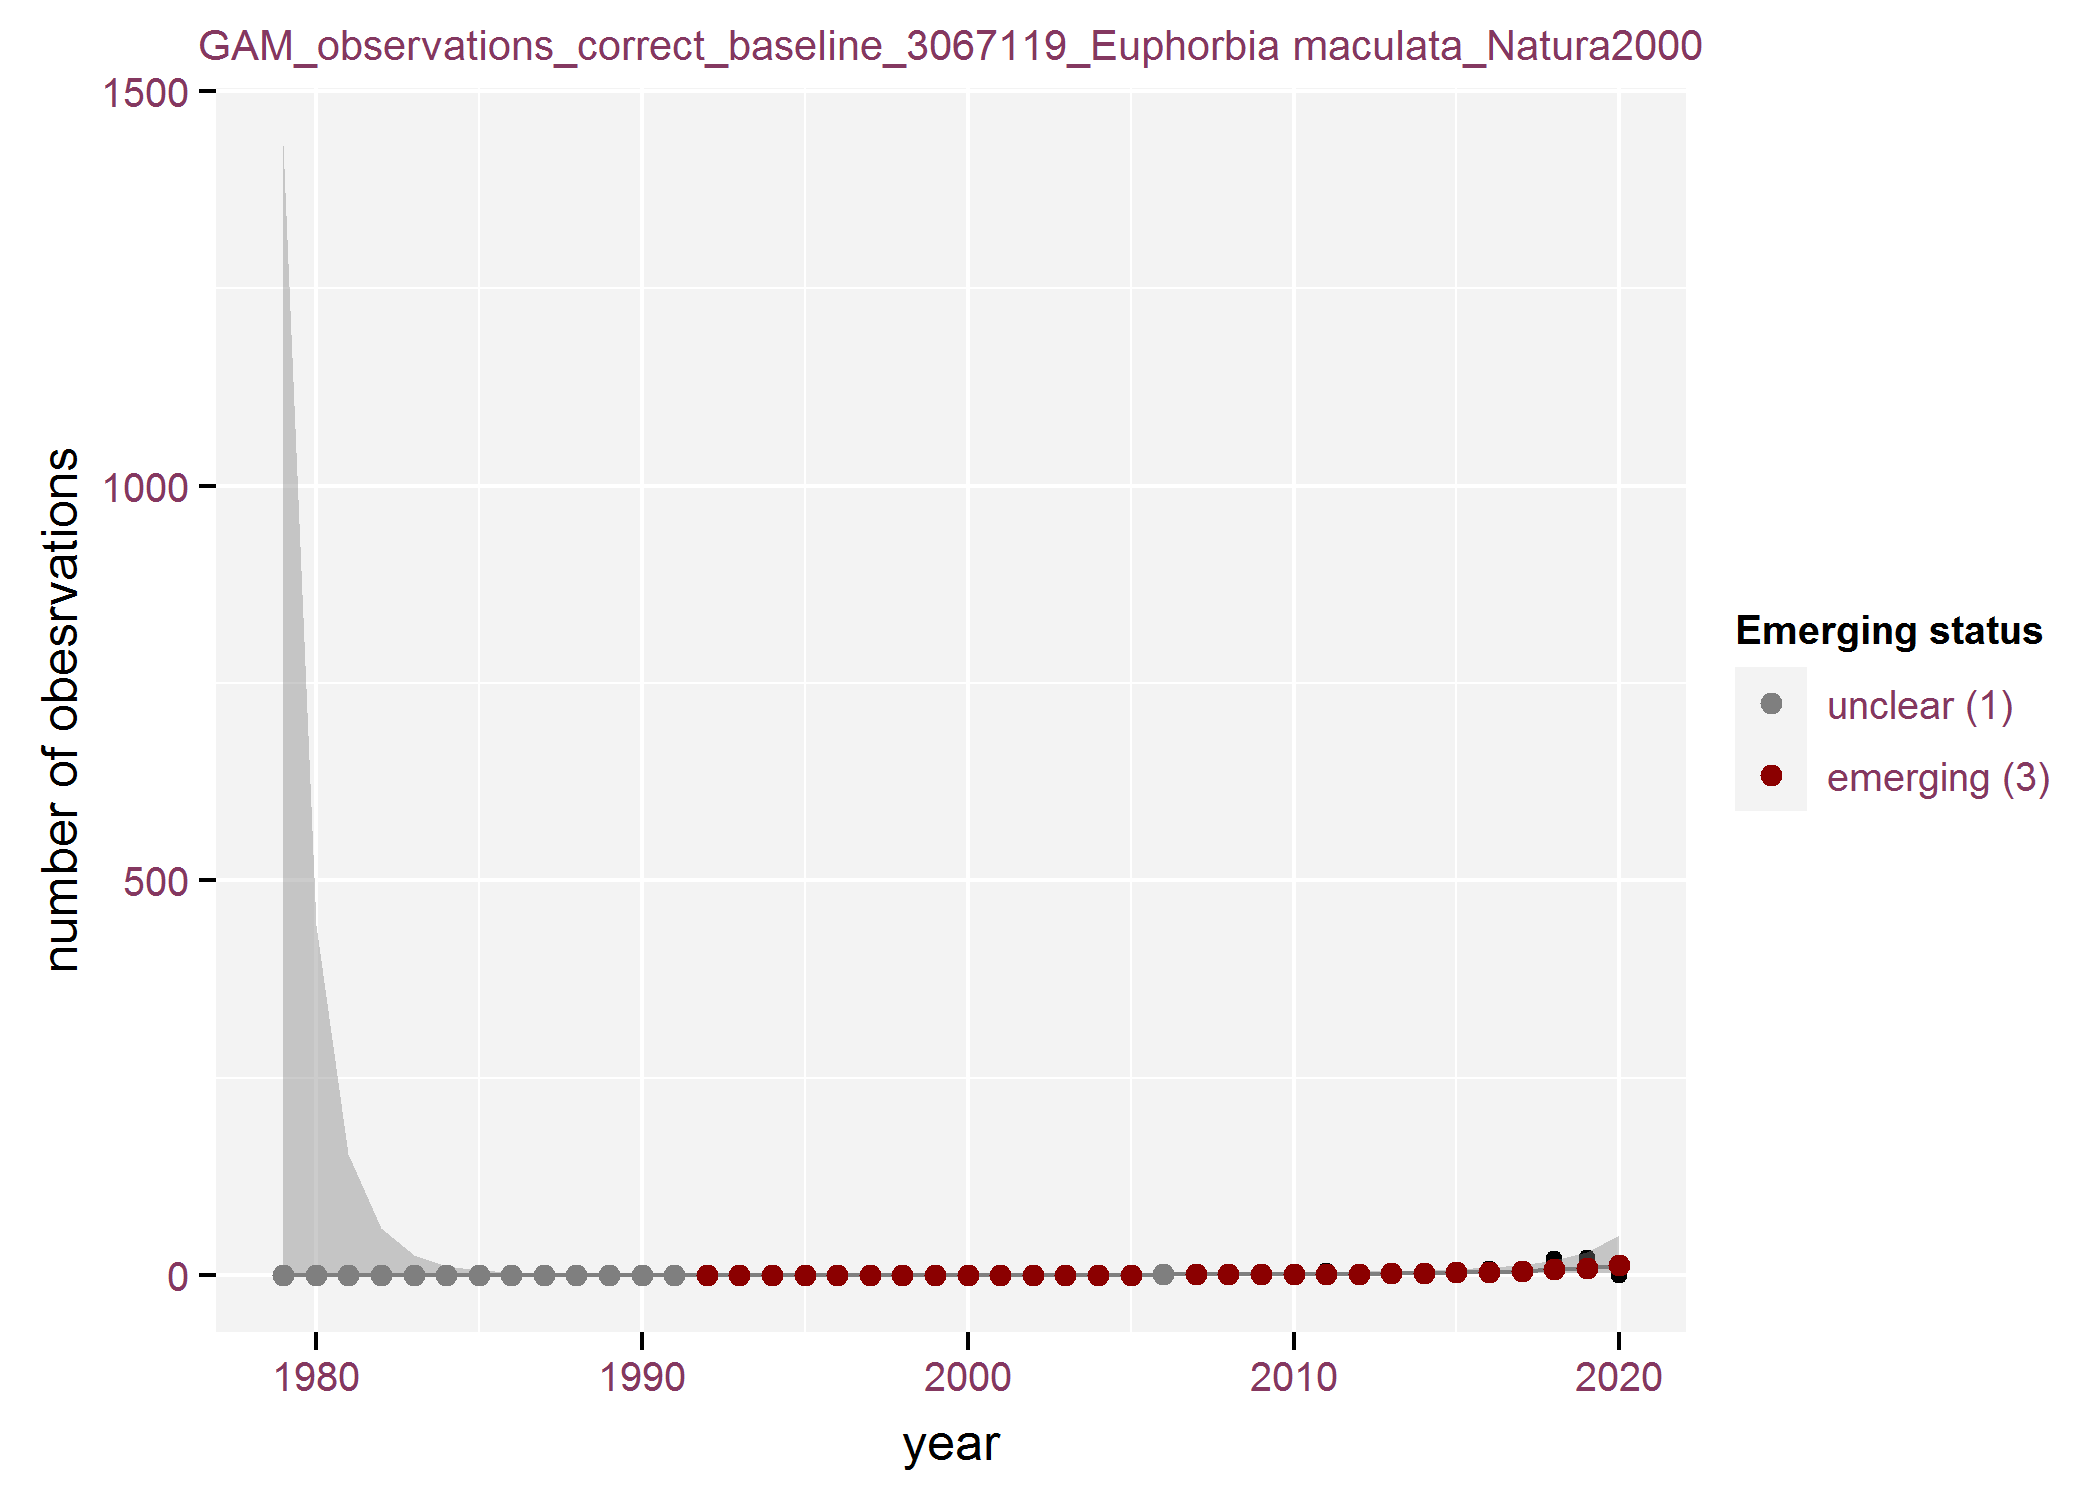 GAM_observations_correct_baseline_3067119_Euphorbia maculata_Natura2000
1500
1000
500
0
number of obesrvations
1980
1990
2000
2010
2020
year
Emerging status
unclear (1)
emerging (3)